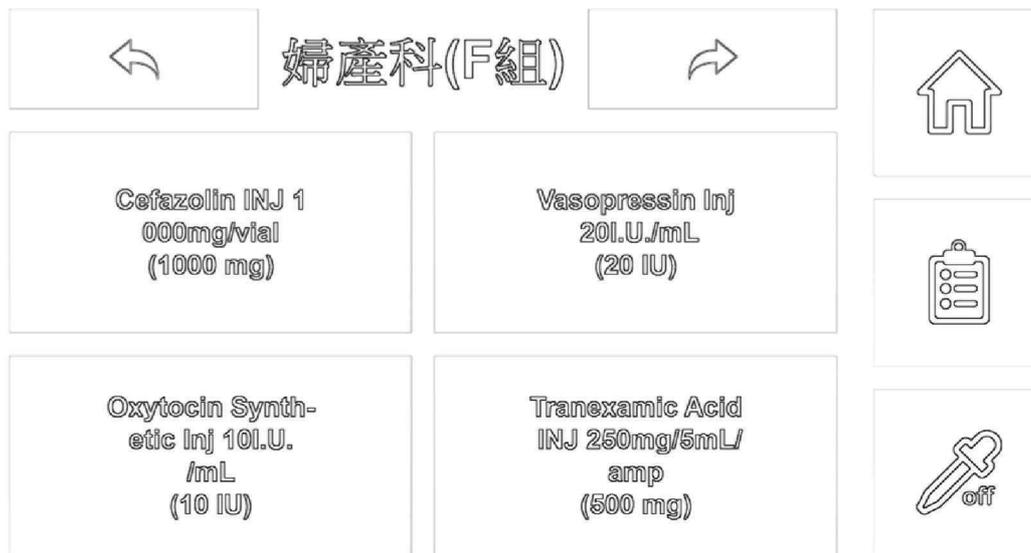 婦產科(F組)
Cefazolin INJ 1
000mg/vial
(1000 mg)
Vasopressin Inj
20I.U./mL
(20 IU)
Oxytocin Synth-
etic Inj 10I.U.
/mL
(10 IU)
Tranexamic Acid
INJ 250mg/5mL/
amp
(500 mg)
off